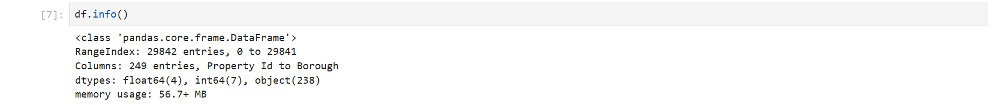 [7]: df.info()
<class 'pandas.core.frame.DataFrame'>
RangeIndex: 29842 entries, 0 to 29841
Columns: 249 entries, Property Id to Borough
dtypes: float64(4), int64(7), object(238)
memory usage: 56.7+ MB